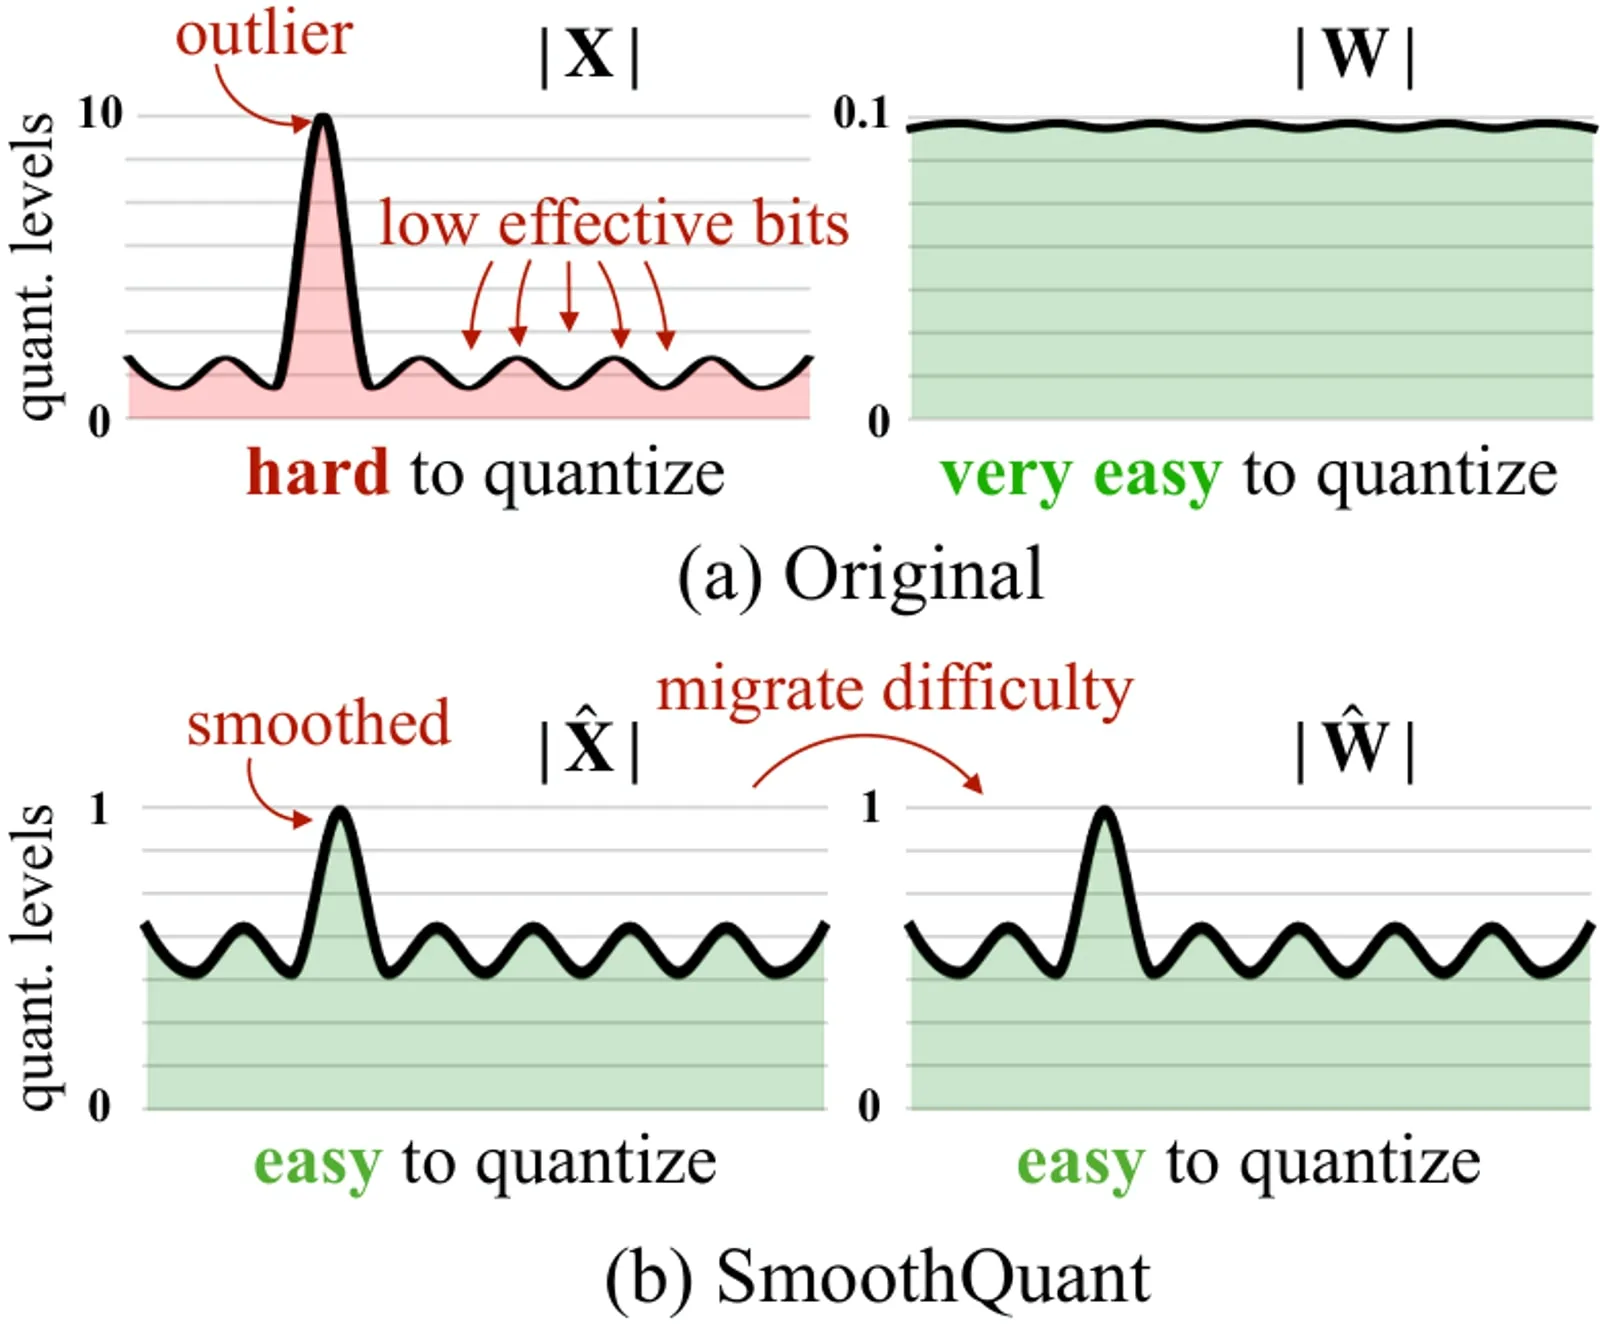 outlier
|X|
|W|
quant. levels
10
0
low effective bits
0.1
0
hard to quantize
very easy to quantize
(a) Original
migrate difficulty
smoothed
|X̂|
|Ŵ|
quant. levels
1
0
1
0
easy to quantize
easy to quantize
(b) SmoothQuant